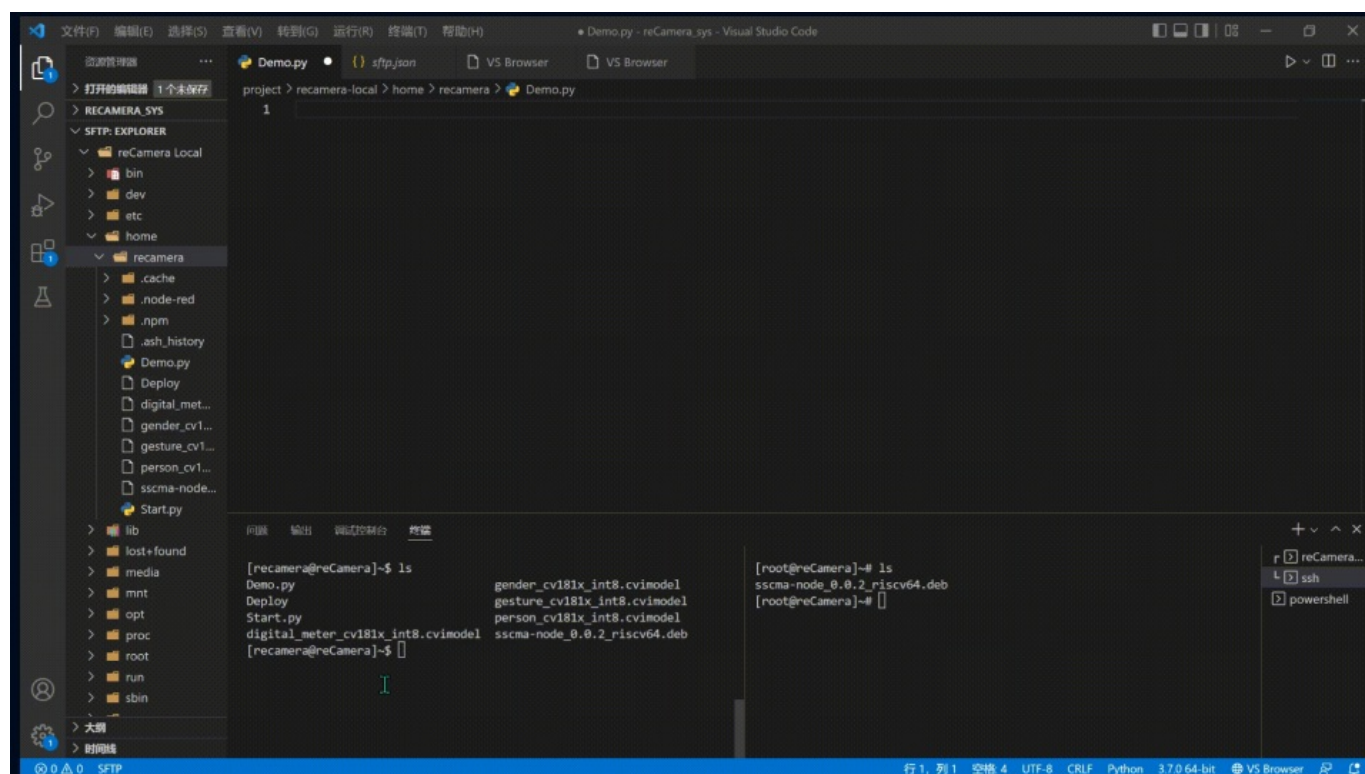 文件(F) 编辑(E) 选择(S) 查看(V) 转到(G) 运行(R) 终端(T) 帮助(H) ● Demo.py - reCamera_sys - Visual Studio Code
资源管理器 ··· Demo.py ● {} sftp.json VS Browser VS Browser
打开的编辑器 1个未保存
project > recamera-local > home > recamera > Demo.py
RECAMERA_SYS
1
SFTP: EXPLORER
reCamera Local
bin
dev
etc
home
recamera
.cache
.node-red
.npm
.ash_history
Demo.py
Deploy
digital_met...
gender_cv1...
gesture_cv1...
person_cv1...
sscma-node...
Start.py
lib
lost+found
media
mnt
opt
proc
root
run
sbin
大纲
时间线
问题 输出 调试控制台 终端
[recamera@reCamera]~$ ls
Demo.py gender_cv181x_int8.cvimodel
Deploy gesture_cv181x_int8.cvimodel
Start.py person_cv181x_int8.cvimodel
digital_meter_cv181x_int8.cvimodel sscma-node_0.0.2_riscv64.deb
[recamera@reCamera]~$
[root@reCamera]~# ls
sscma-node_0.0.2_riscv64.deb
[root@reCamera]~#
reCamera...
ssh
powershell
0 0 SFTP 行 1, 列 1 空格: 4 UTF-8 CRLF Python 3.7.0 64-bit VS Browser